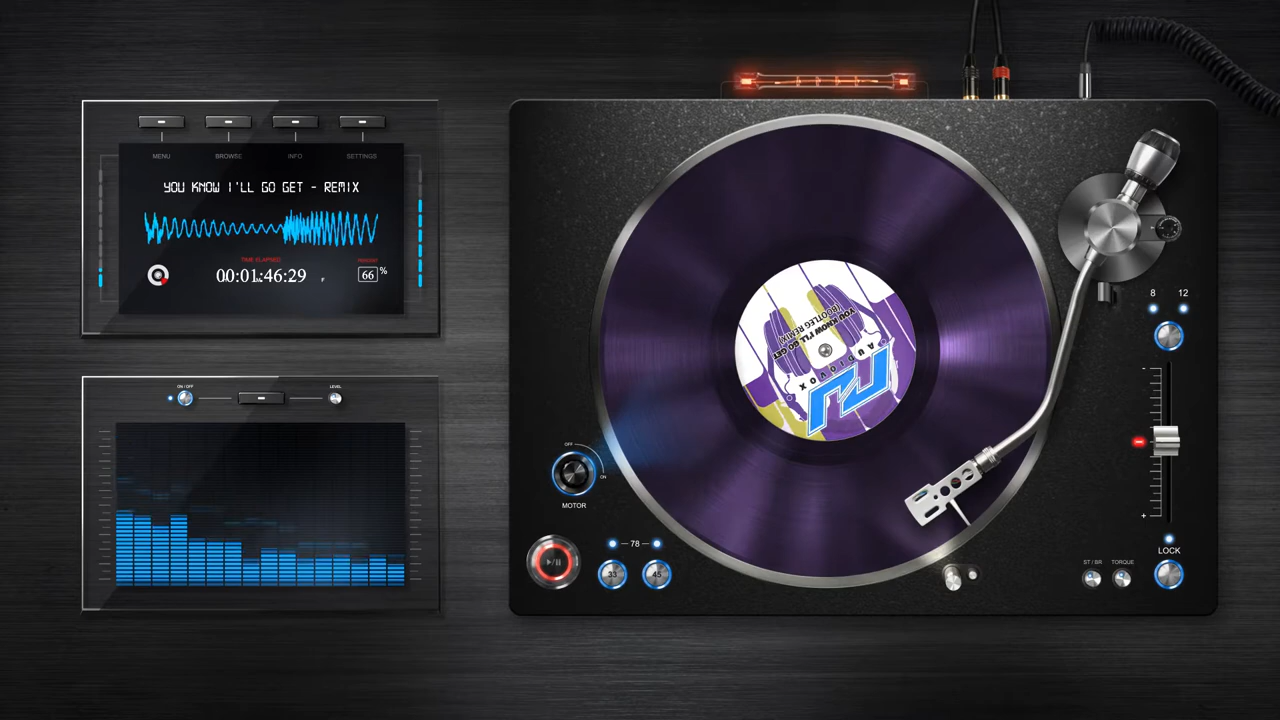 MENU BROWSE INFO SETTINGS
YOU KNOW I'LL GO GET - REMIX
TIME ELAPSED
00:01:46:29 F
66 %
ON / OFF
LEVEL
OFF
ON
MOTOR
78
33 45
YOU KNOW I'LL GO GET
(BOOTLEG REMIX)
AUDIOVOX
8 12
-
+
LOCK
ST / BR TORQUE